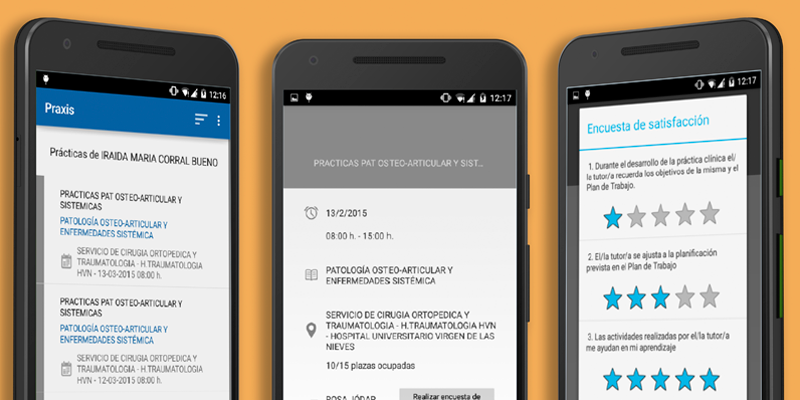 12:16
Praxis
Prácticas de IRAIDA MARIA CORRAL BUENO
PRACTICAS PAT OSTEO-ARTICULAR Y
SISTEMICAS
PATOLOGÍA OSTEO-ARTICULAR Y
ENFERMEDADES SISTÉMICA
SERVICIO DE CIRUGIA ORTOPEDICA Y
TRAUMATOLOGIA - H.TRAUMATOLOGIA
HVN - 13-03-2015 08:00 h.
PRACTICAS PAT OSTEO-ARTICULAR Y
SISTEMICAS
PATOLOGÍA OSTEO-ARTICULAR Y
ENFERMEDADES SISTÉMICA
SERVICIO DE CIRUGIA ORTOPEDICA Y
TRAUMATOLOGIA - H.TRAUMATOLOGIA
HVN - 12-03-2015 08:00 h.
12:17
PRACTICAS PAT OSTEO-ARTICULAR Y SIST...
13/2/2015
08:00 h. - 15:00 h.
PATOLOGÍA OSTEO-ARTICULAR Y
ENFERMEDADES SISTÉMICA
SERVICIO DE CIRUGIA ORTOPEDICA Y
TRAUMATOLOGIA - H.TRAUMATOLOGIA HVN
- HOSPITAL UNIVERSITARIO VIRGEN DE LAS
NIEVES
10/15 plazas ocupadas
ROSA JÓDAR
Realizar encuesta de
12:17
Encuesta de satisfacción
1. Durante el desarrollo de la práctica clínica el/
la tutor/a recuerda los objetivos de la misma y el
Plan de Trabajo.
2. El/la tutor/a se ajusta a la planificación
prevista en el Plan de Trabajo
3. Las actividades realizadas por el/la tutor/a
me ayudan en mi aprendizaje